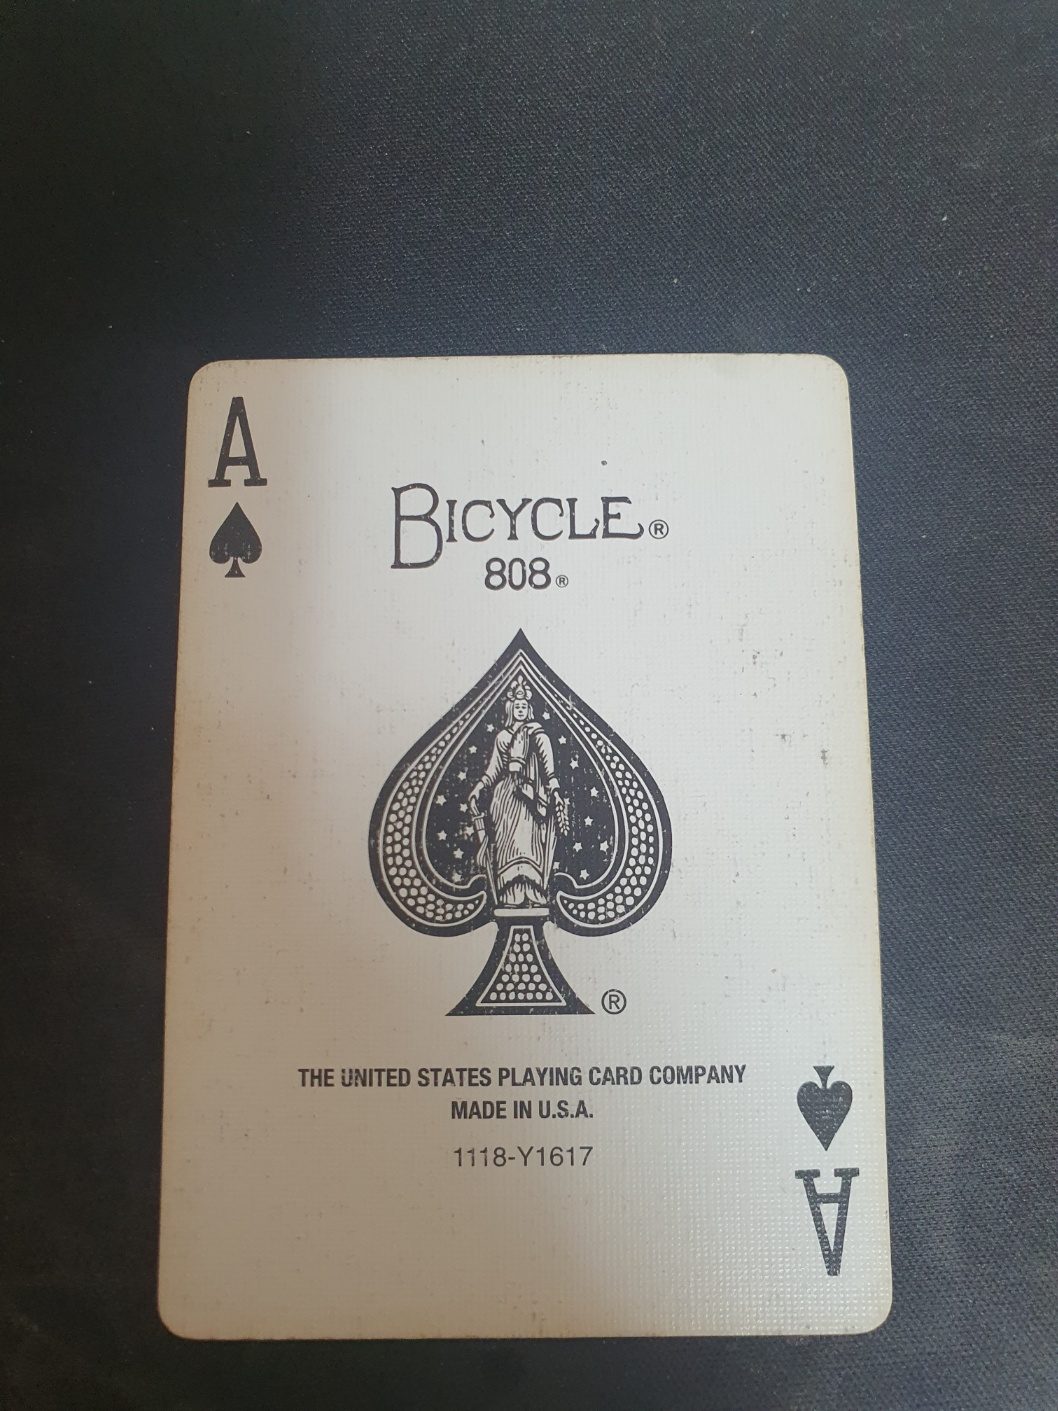 A
BICYCLE®
808®
®
THE UNITED STATES PLAYING CARD COMPANY
MADE IN U.S.A.
1118-Y1617
A